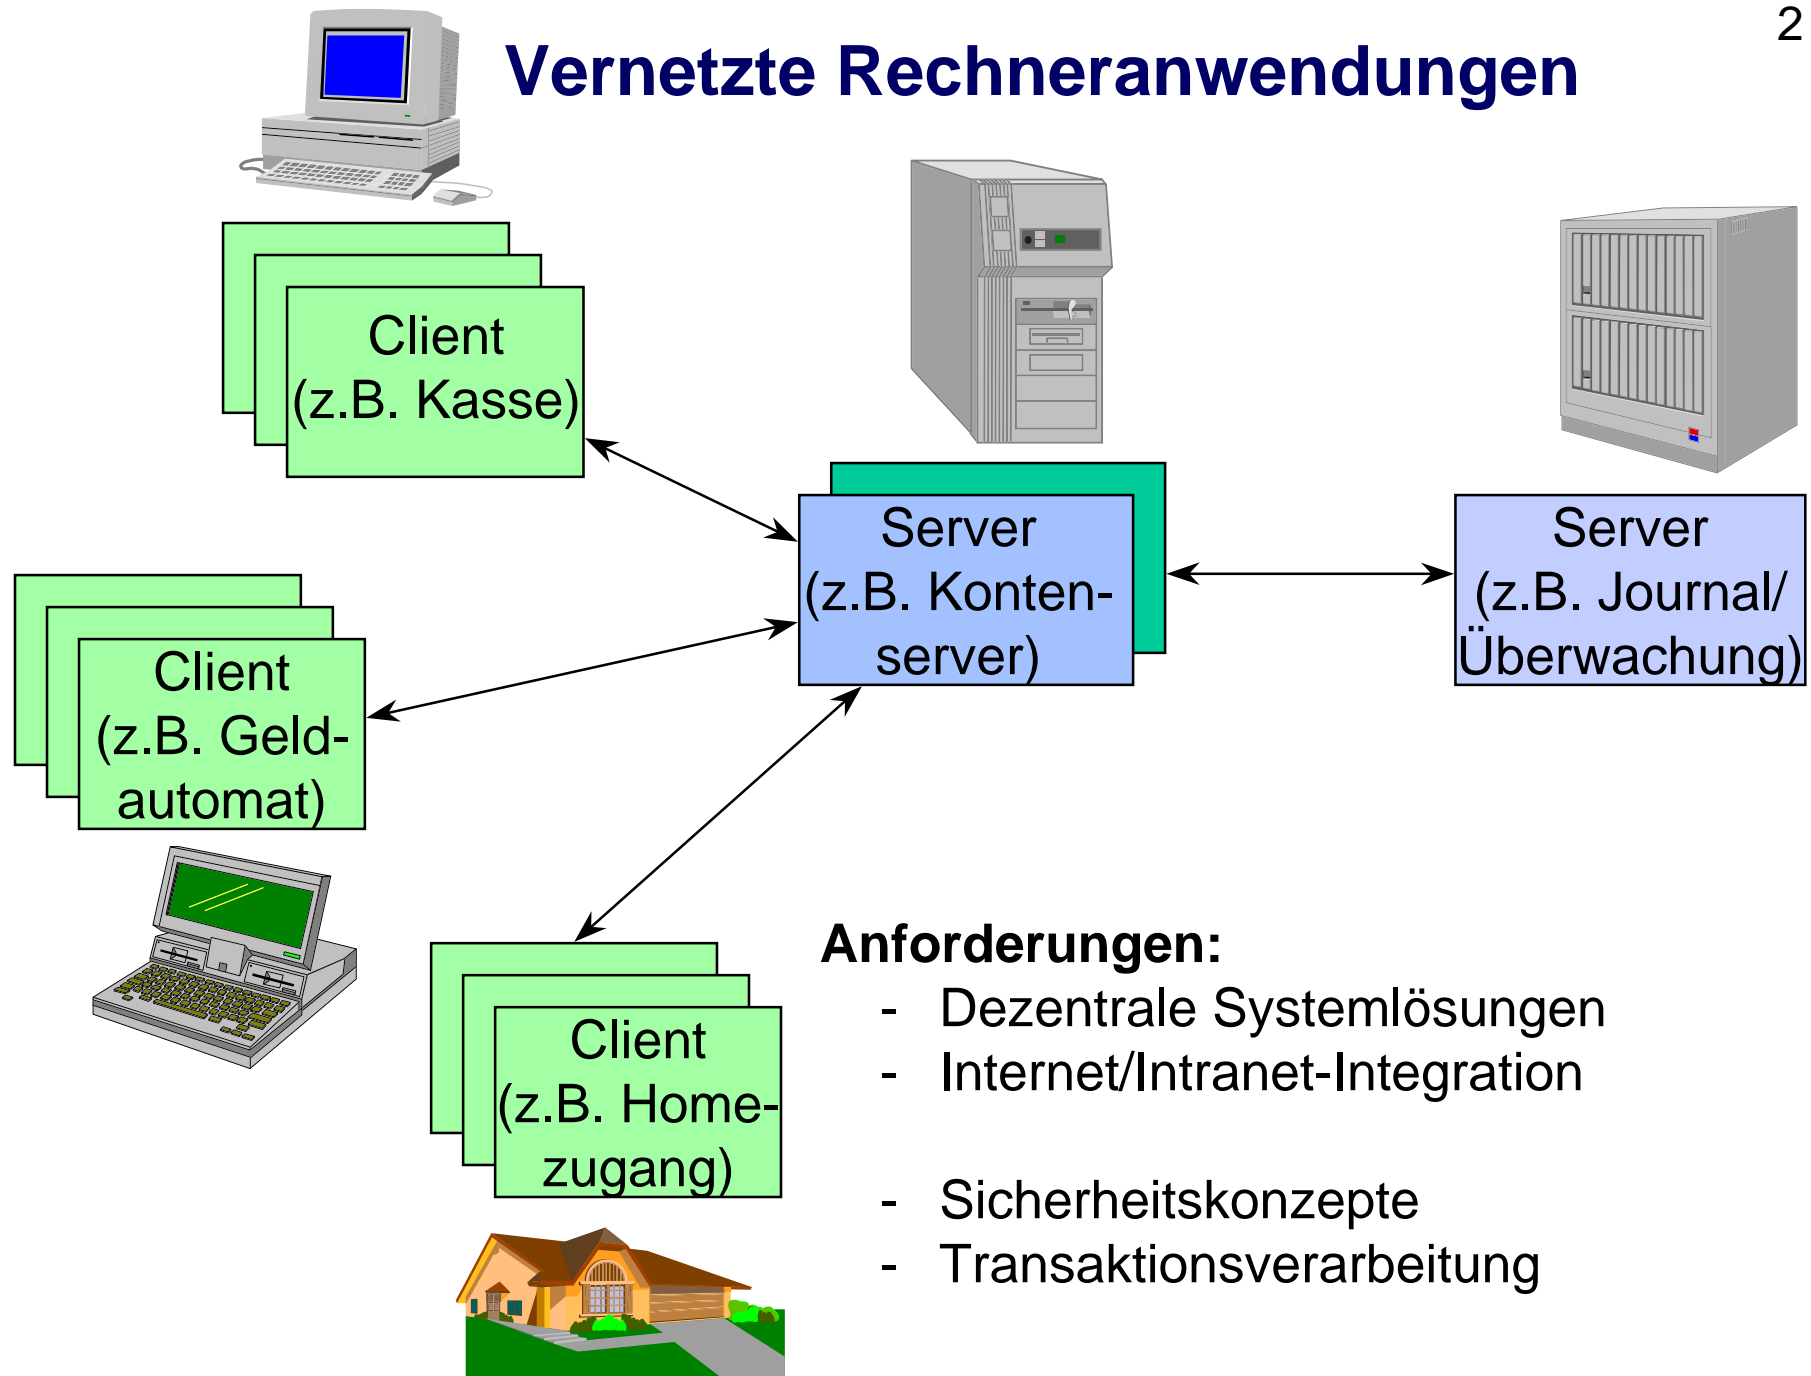 2
Vernetzte Rechneranwendungen
Client
(z.B. Kasse)
Server
(z.B. Konten-
server)
Server
(z.B. Journal/
Überwachung)
Client
(z.B. Geld-
automat)
Client
(z.B. Home-
zugang)
Anforderungen:
- Dezentrale Systemlösungen
- Internet/Intranet-Integration
- Sicherheitskonzepte
- Transaktionsverarbeitung